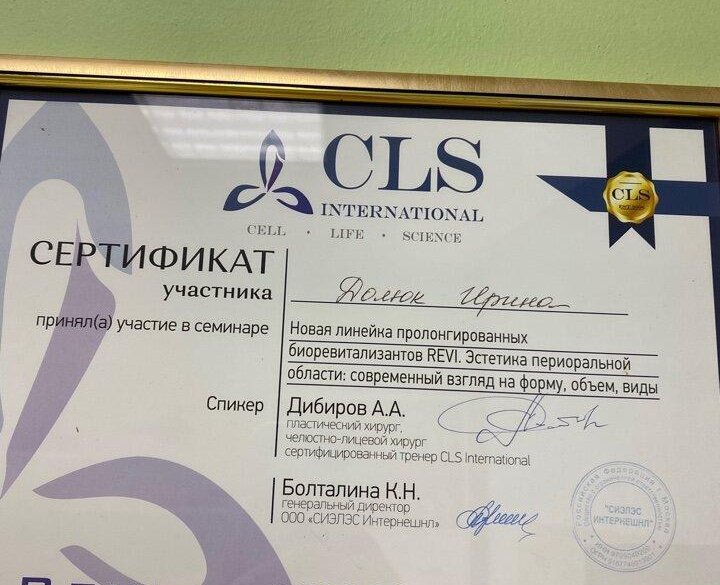 CLS
INTERNATIONAL
CELL · LIFE · SCIENCE
CLS
СЕРТИФИКАТ
участника
Долюк Ирина
принял(а) участие в семинаре
Новая линейка пролонгированных
биоревитализантов REVI. Эстетика периоральной
области: современный взгляд на форму, объем, виды
Спикер
Дибиров А.А.
пластический хирург,
челюстно-лицевой хирург
сертифицированный тренер CLS International
Болталина К.Н.
генеральный директор
ООО «СИЭЛЭС Интернешнл»
"СИЭЛЭС
ИНТЕРНЕШНЛ"